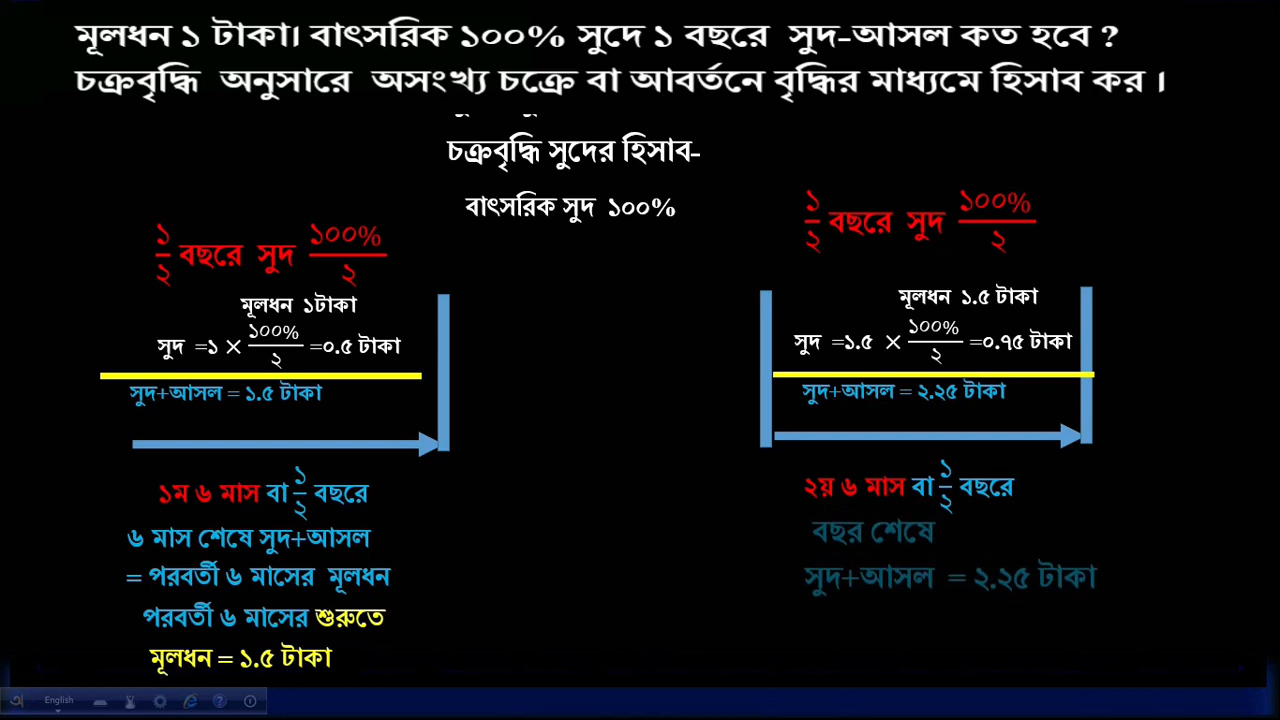 মূলধন ১ টাকা। বাৎসরিক ১০০% সুদে ১ বছরে সুদ-আসল কত হবে ?
চক্রবৃদ্ধি অনুসারে অসংখ্য চক্রে বা আবর্তনে বৃদ্ধির মাধ্যমে হিসাব কর ।
চক্রবৃদ্ধি সুদের হিসাব-
বাৎসরিক সুদ ১০০%
১/২ বছরে সুদ ১০০%/২
মূলধন ১টাকা
সুদ =১ × ১০০%/২ =০.৫ টাকা
সুদ+আসল = ১.৫ টাকা
১ম ৬ মাস বা ১/২ বছরে
৬ মাস শেষে সুদ+আসল
= পরবর্তী ৬ মাসের মূলধন
পরবর্তী ৬ মাসের শুরুতে
মূলধন = ১.৫ টাকা
১/২ বছরে সুদ ১০০%/২
মূলধন ১.৫ টাকা
সুদ =১.৫ × ১০০%/২ =০.৭৫ টাকা
সুদ+আসল = ২.২৫ টাকা
২য় ৬ মাস বা ১/২ বছরে
বছর শেষে
সুদ+আসল = ২.২৫ টাকা
English